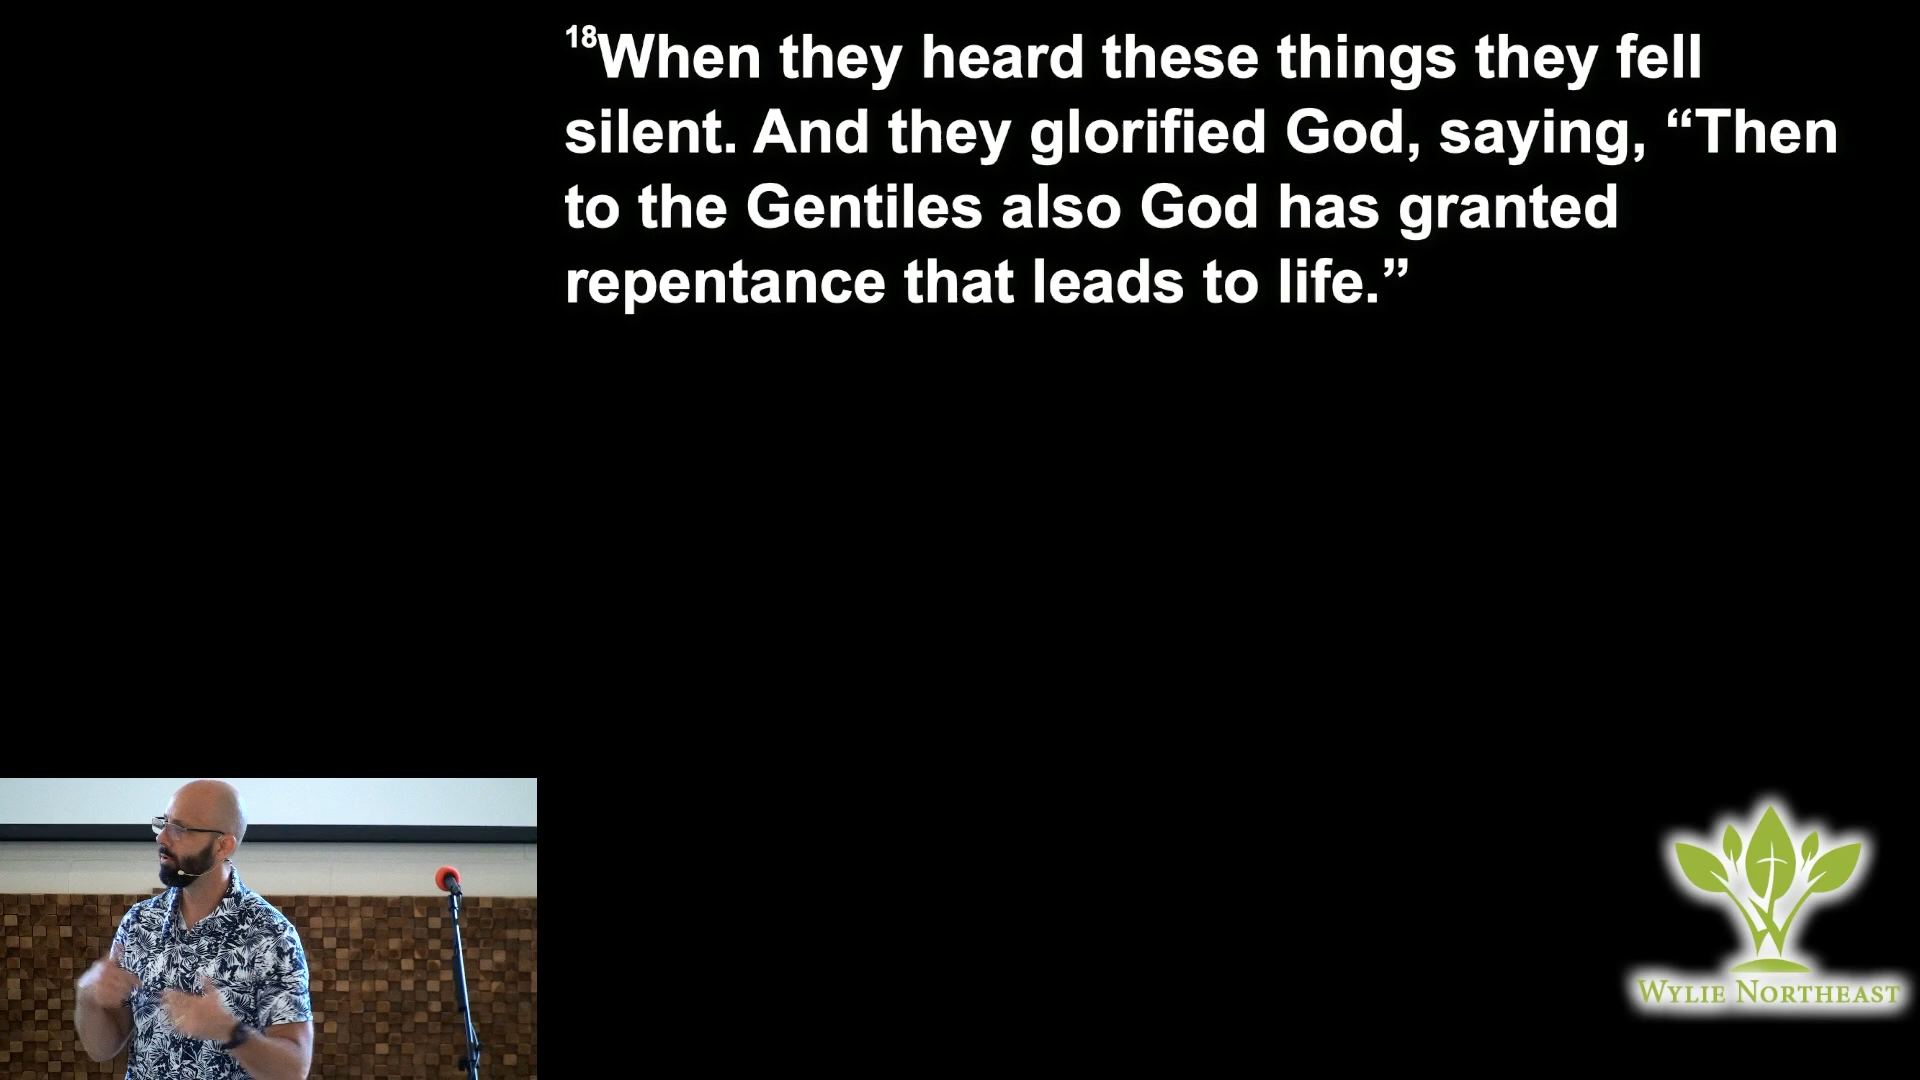 18When they heard these things they fell
silent. And they glorified God, saying, “Then
to the Gentiles also God has granted
repentance that leads to life.”
Wylie Northeast